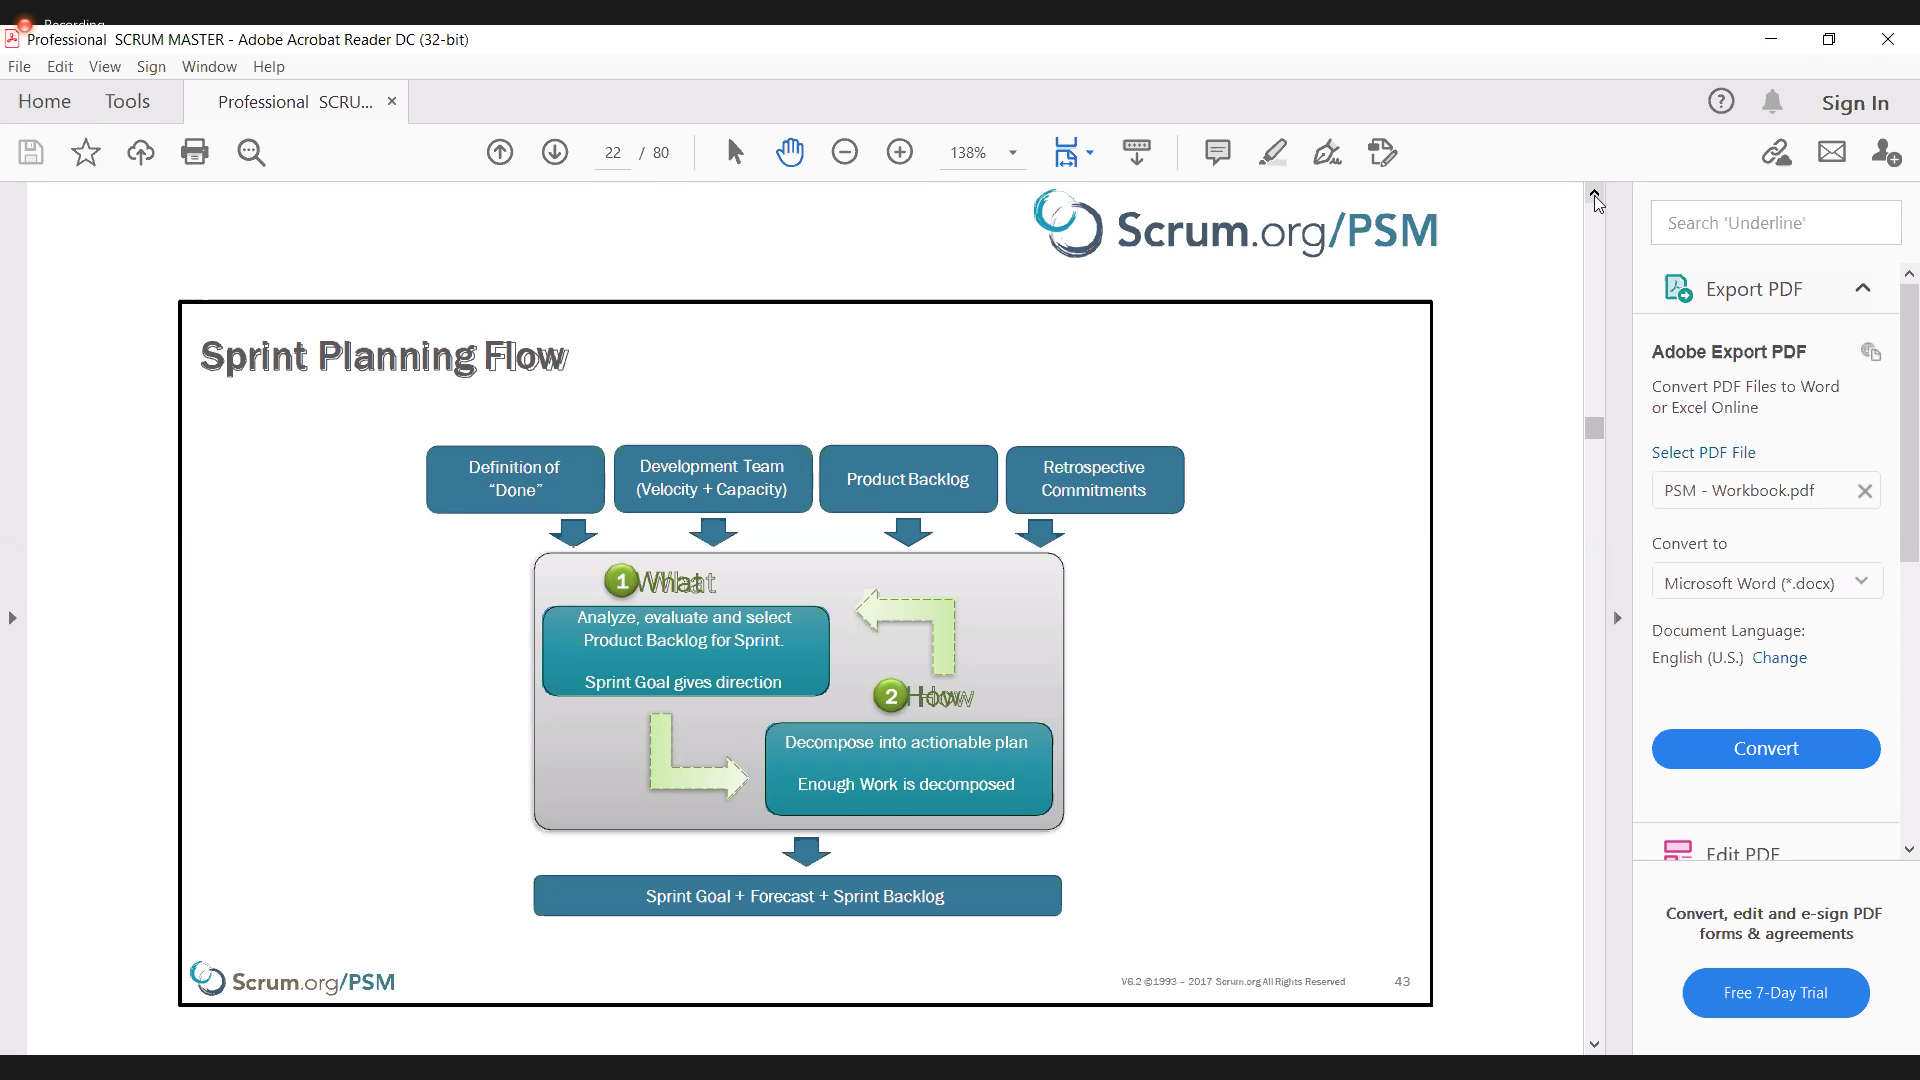 Recording
Professional SCRUM MASTER - Adobe Acrobat Reader DC (32-bit)
File Edit View Sign Window Help
Home Tools Professional SCRU... Sign In
22 / 80 138%
Scrum.org/PSM
Search 'Underline'
Export PDF
Adobe Export PDF
Convert PDF Files to Word
or Excel Online
Select PDF File
PSM - Workbook.pdf
Convert to
Microsoft Word (*.docx)
Document Language:
English (U.S.) Change
Convert
Edit PDF
Convert, edit and e-sign PDF
forms & agreements
Free 7-Day Trial
Sprint Planning Flow
Definition of
“Done”
Development Team
(Velocity + Capacity)
Product Backlog
Retrospective
Commitments
1 What
Analyze, evaluate and select
Product Backlog for Sprint.
Sprint Goal gives direction
2 How
Decompose into actionable plan
Enough Work is decomposed
Sprint Goal + Forecast + Sprint Backlog
Scrum.org/PSM
V6.2 ©1993 – 2017 Scrum.org All Rights Reserved 43